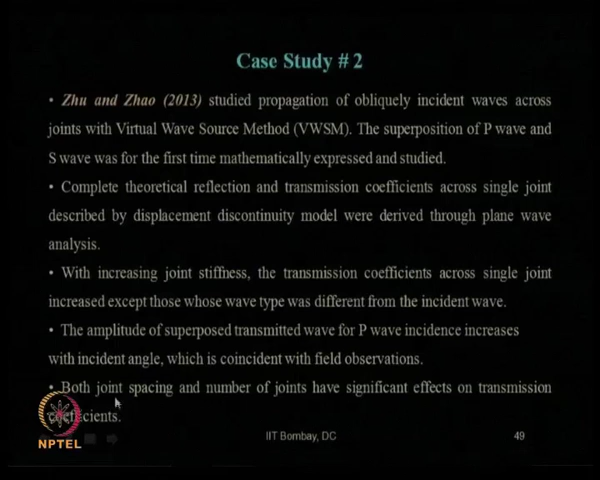 Case Study # 2
• Zhu and Zhao (2013) studied propagation of obliquely incident waves across
joints with Virtual Wave Source Method (VWSM). The superposition of P wave and
S wave was for the first time mathematically expressed and studied.
• Complete theoretical reflection and transmission coefficients across single joint
described by displacement discontinuity model were derived through plane wave
analysis.
• With increasing joint stiffness, the transmission coefficients across single joint
increased except those whose wave type was different from the incident wave.
• The amplitude of superposed transmitted wave for P wave incidence increases
with incident angle, which is coincident with field observations.
• Both joint spacing and number of joints have significant effects on transmission
coefficients.
NPTEL
IIT Bombay, DC
49